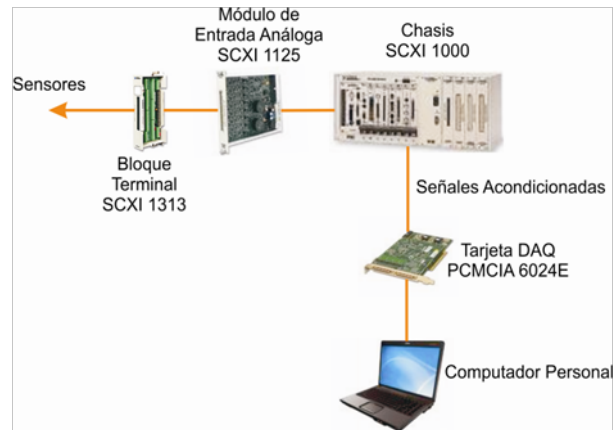 Módulo de
Entrada Análoga
SCXI 1125
Chasis
SCXI 1000
Sensores
Bloque
Terminal
SCXI 1313
Señales Acondicionadas
Tarjeta DAQ
PCMCIA 6024E
Computador Personal